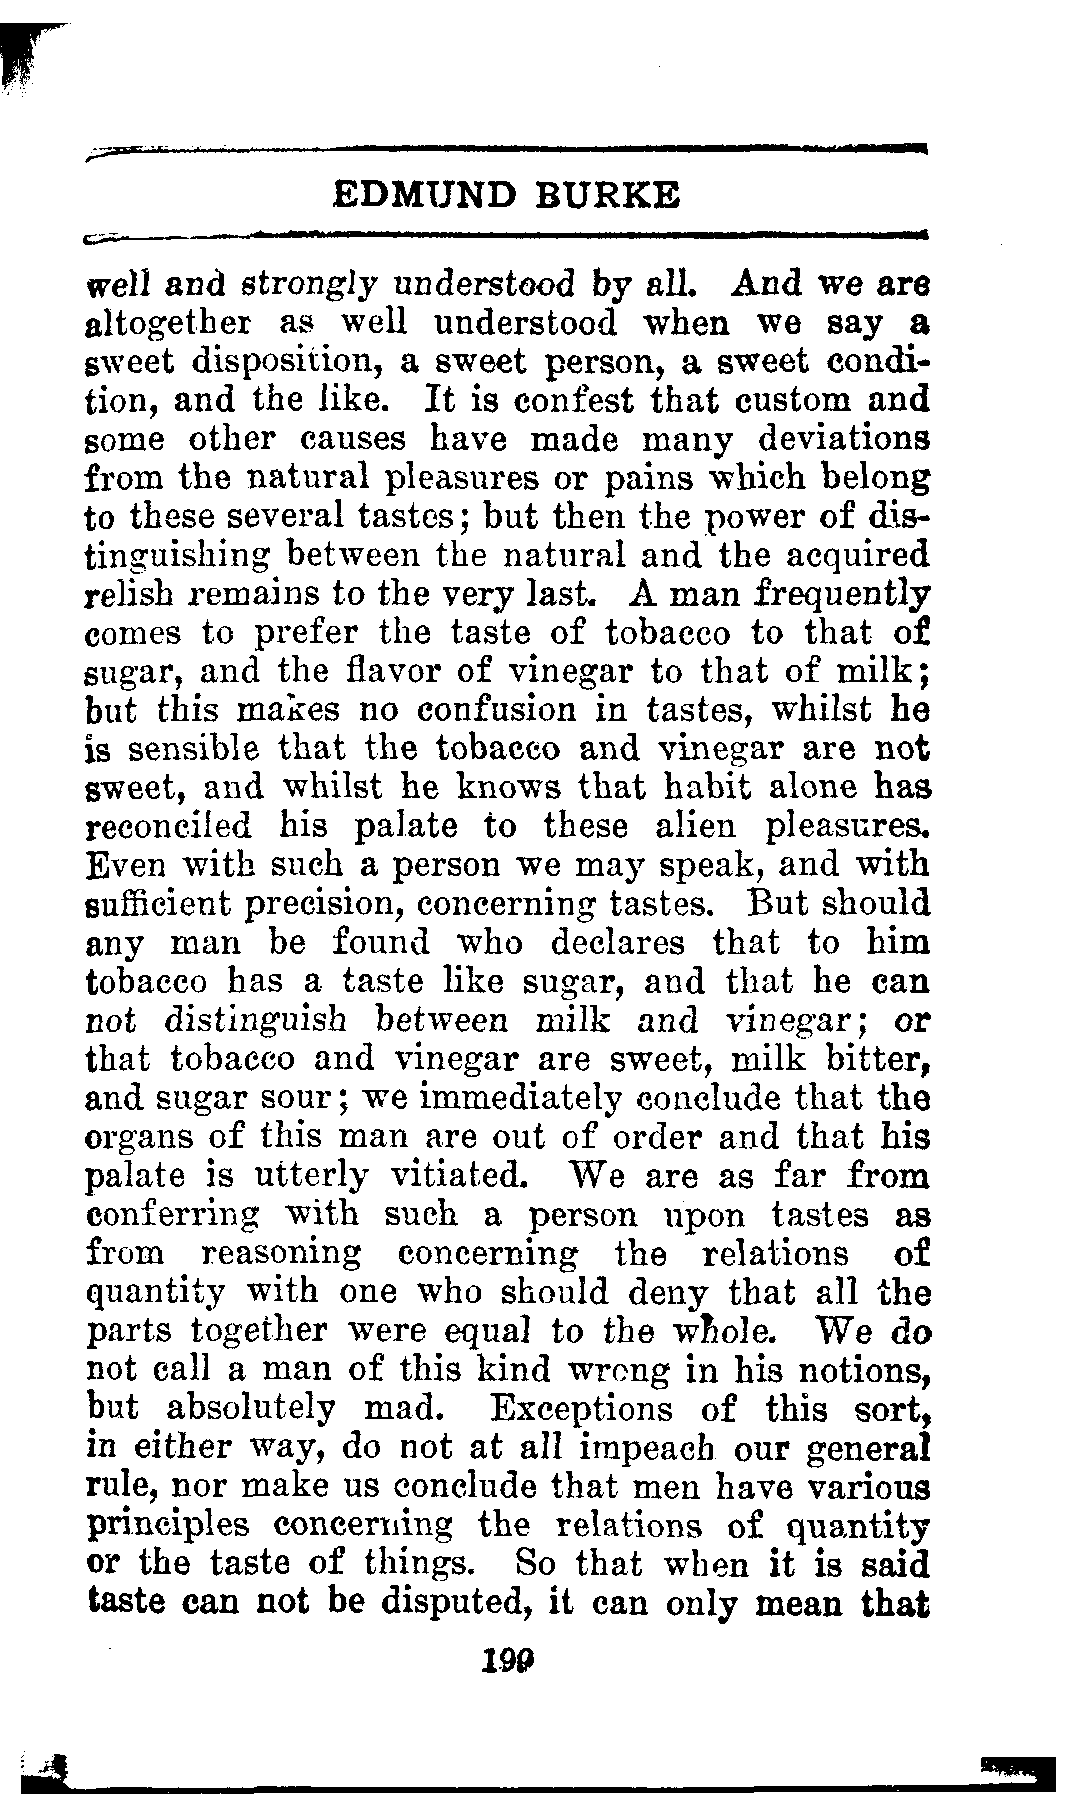 EDMUND BURKE
well and strongly understood by all. And we are
altogether as well understood when we say a
sweet disposition, a sweet person, a sweet condi-
tion, and the like. It is confest that custom and
some other causes have made many deviations
from the natural pleasures or pains which belong
to these several tastes; but then the power of dis-
tinguishing between the natural and the acquired
relish remains to the very last. A man frequently
comes to prefer the taste of tobacco to that of
sugar, and the flavor of vinegar to that of milk;
but this makes no confusion in tastes, whilst he
is sensible that the tobacco and vinegar are not
sweet, and whilst he knows that habit alone has
reconciled his palate to these alien pleasures.
Even with such a person we may speak, and with
sufficient precision, concerning tastes. But should
any man be found who declares that to him
tobacco has a taste like sugar, and that he can
not distinguish between milk and vinegar; or
that tobacco and vinegar are sweet, milk bitter,
and sugar sour; we immediately conclude that the
organs of this man are out of order and that his
palate is utterly vitiated. We are as far from
conferring with such a person upon tastes as
from reasoning concerning the relations of
quantity with one who should deny that all the
parts together were equal to the whole. We do
not call a man of this kind wrong in his notions,
but absolutely mad. Exceptions of this sort,
in either way, do not at all impeach our general
rule, nor make us conclude that men have various
principles concerning the relations of quantity
or the taste of things. So that when it is said
taste can not be disputed, it can only mean that
199